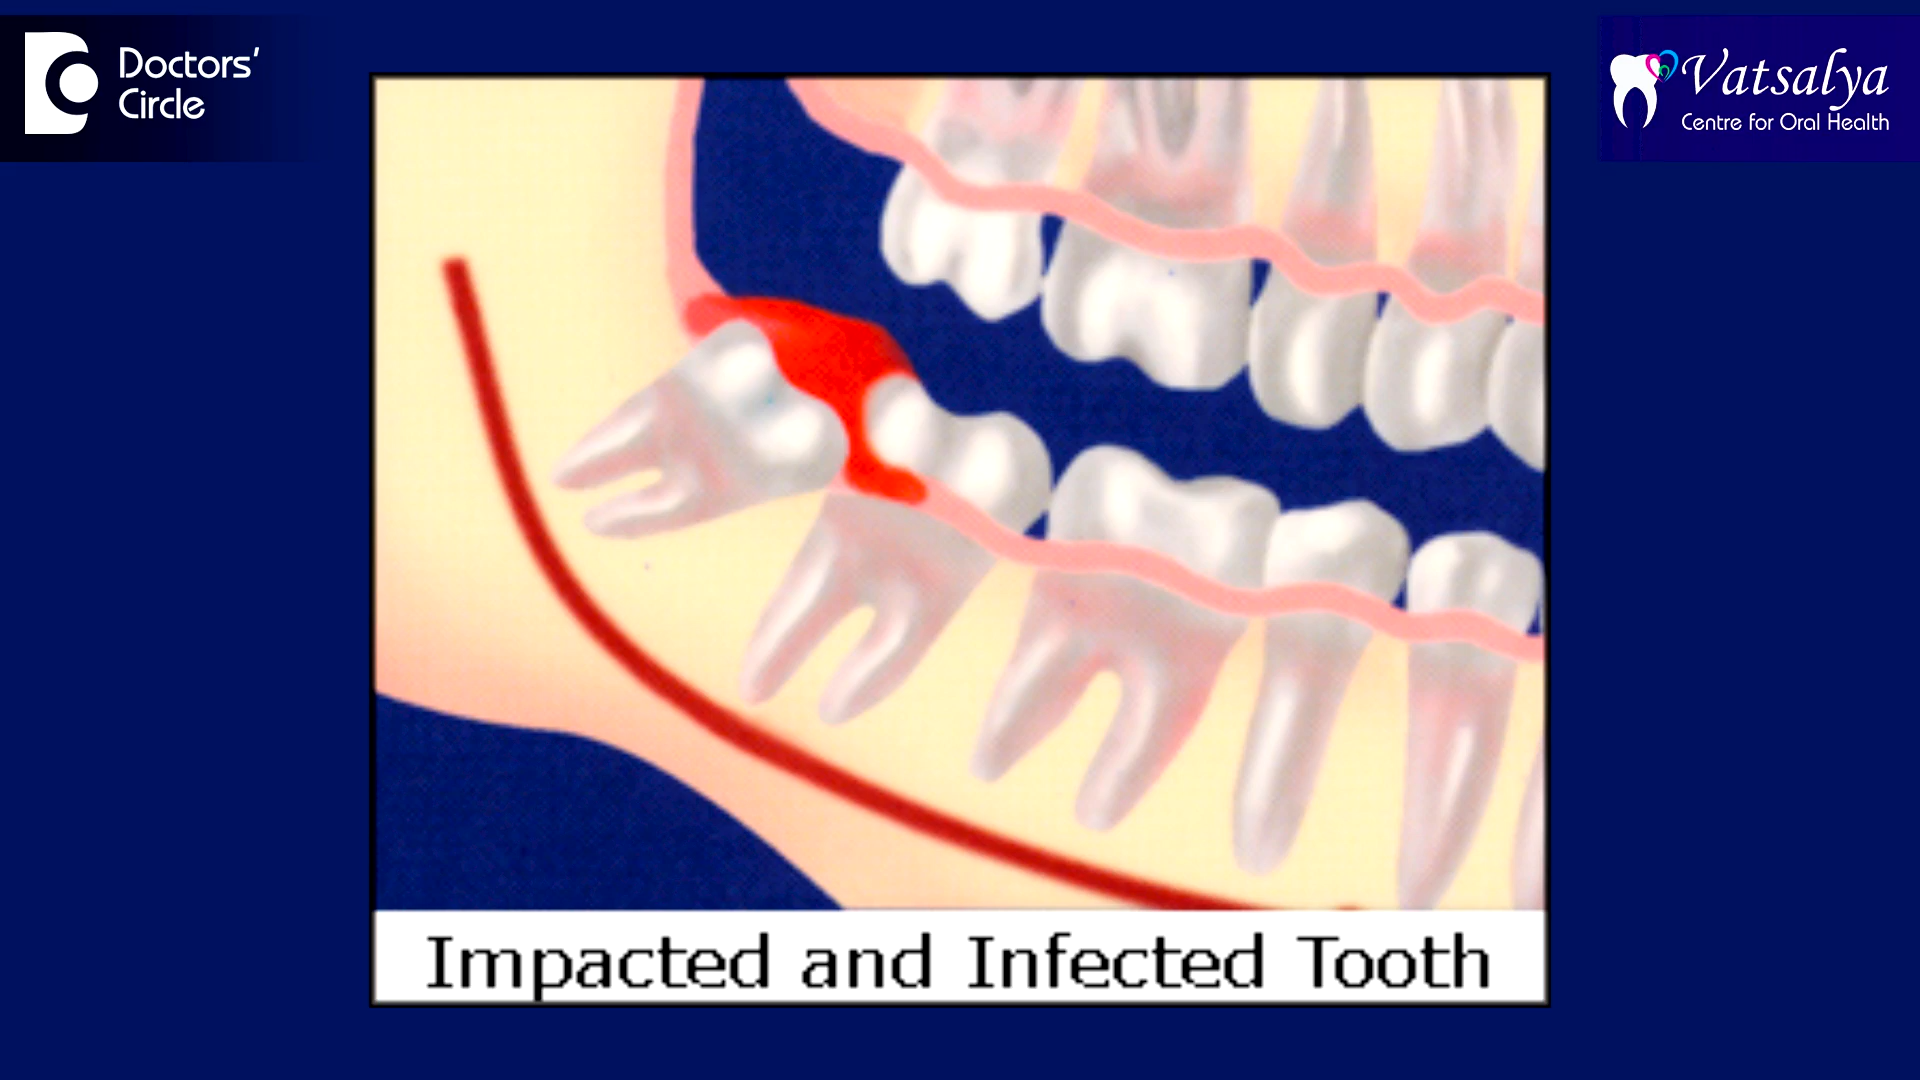 Doctors'
Circle
Vatsalya
Centre for Oral Health
Impacted and Infected Tooth